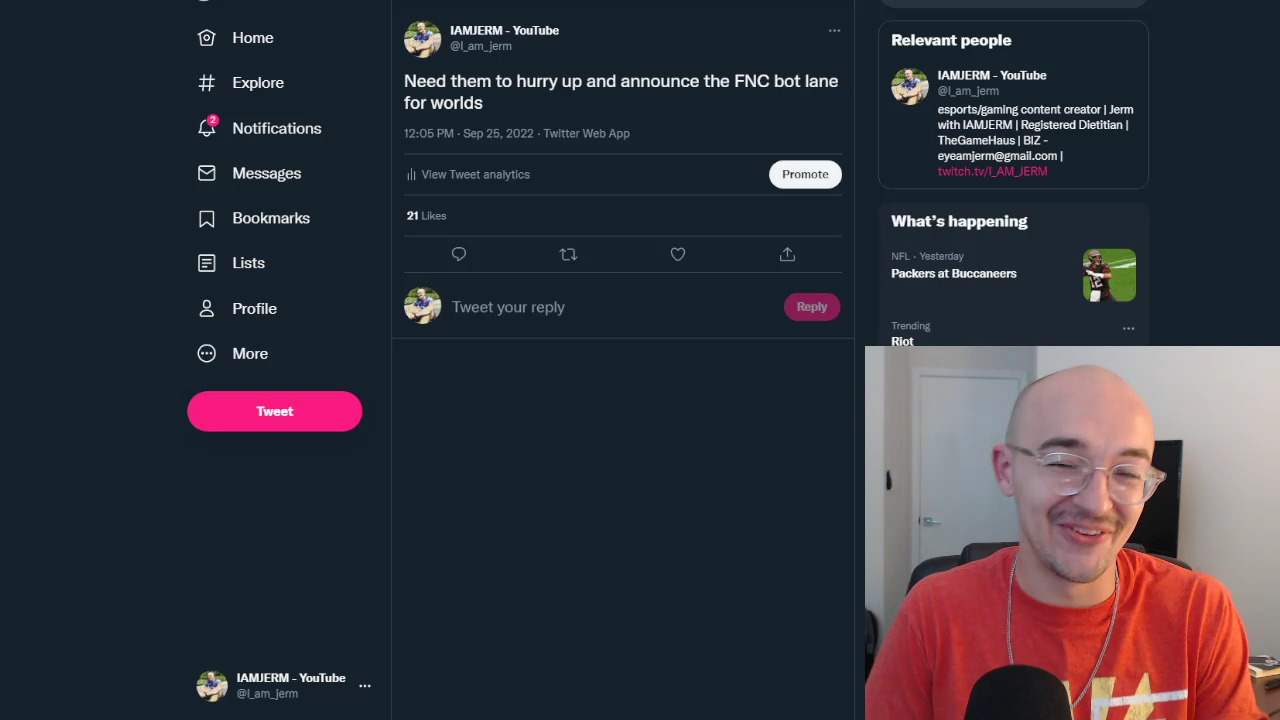 Home
Explore
2
Notifications
Messages
Bookmarks
Lists
Profile
More
Tweet
IAMJERM - YouTube
@I_am_jerm
IAMJERM - YouTube
@I_am_jerm
Need them to hurry up and announce the FNC bot lane
for worlds
12:05 PM · Sep 25, 2022 · Twitter Web App
View Tweet analytics
Promote
21 Likes
Tweet your reply
Reply
Relevant people
IAMJERM - YouTube
@I_am_jerm
esports/gaming content creator | Jerm
with IAMJERM | Registered Dietitian |
TheGameHaus | BIZ -
eyeamjerm@gmail.com |
twitch.tv/I_AM_JERM
What's happening
NFL · Yesterday
Packers at Buccaneers
Trending
Riot